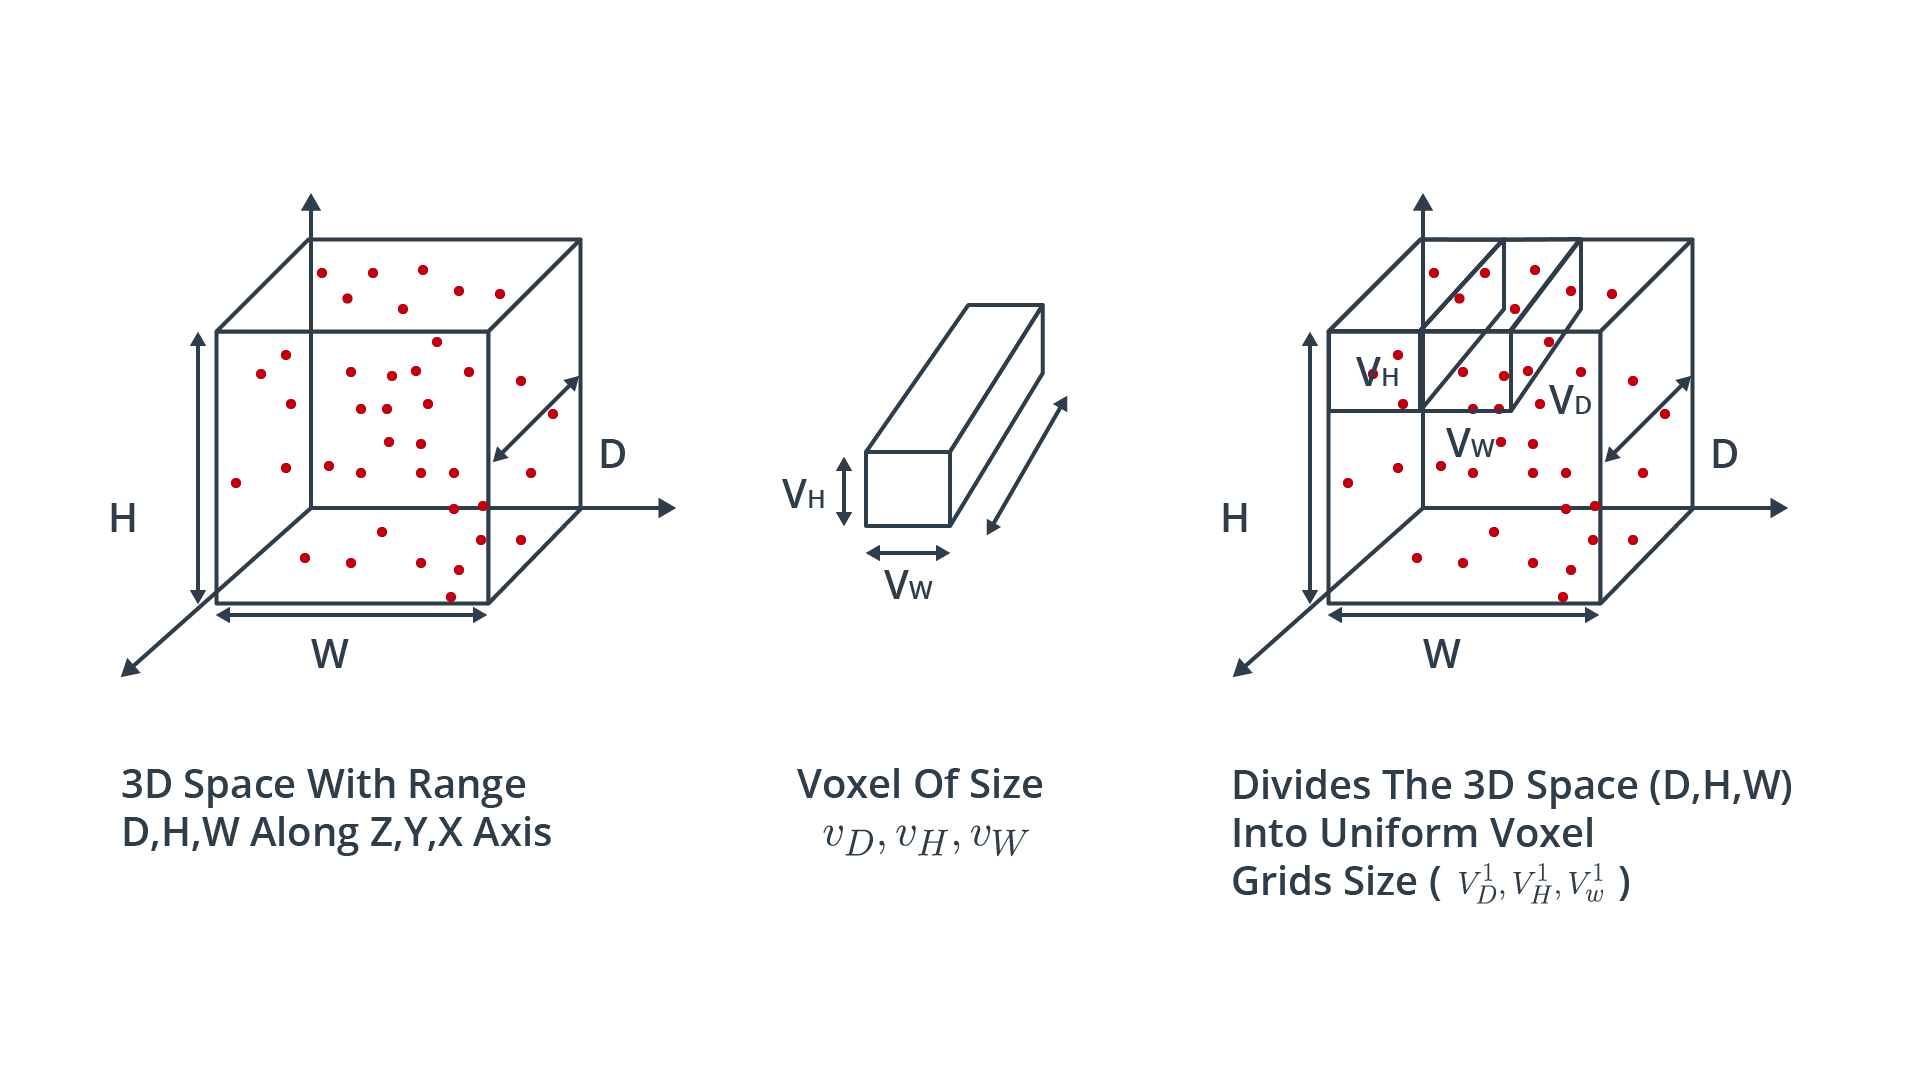 H
D
W
3D Space With Range
D,H,W Along Z,Y,X Axis
VH
VW
Voxel Of Size
v_D, v_H, v_W
VH
VD
VW
H
D
W
Divides The 3D Space (D,H,W)
Into Uniform Voxel
Grids Size ( V_D^1, V_H^1, V_w^1 )